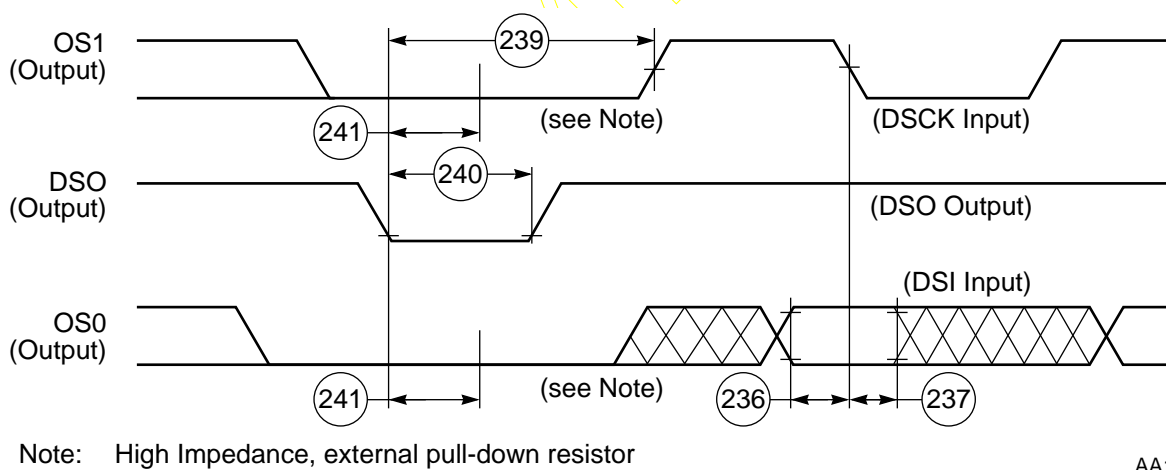 OS1
(Output)
239
(see Note)
(DSCK Input)
241
240
DSO
(Output)
(DSO Output)
(DSI Input)
OS0
(Output)
(see Note)
241
236
237
Note: High Impedance, external pull-down resistor